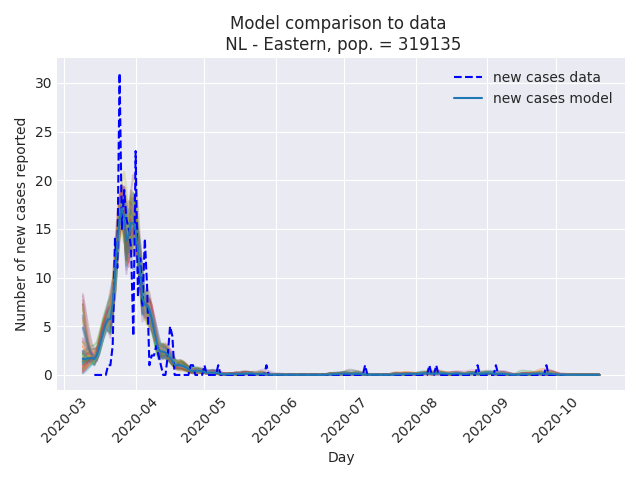 Model comparison to data
NL - Eastern, pop. = 319135
new cases data
new cases model
Number of new cases reported
30
25
20
15
10
5
0
2020-03
2020-04
2020-05
2020-06
2020-07
2020-08
2020-09
2020-10
Day